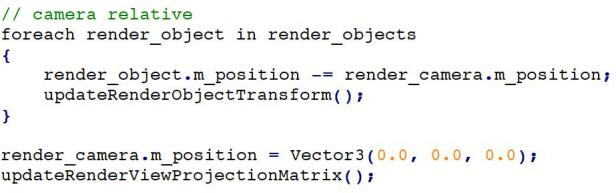 // camera relative
foreach render_object in render_objects
{
    render_object.m_position -= render_camera.m_position;
    updateRenderObjectTransform();
}

render_camera.m_position = Vector3(0.0, 0.0, 0.0);
updateRenderViewProjectionMatrix();